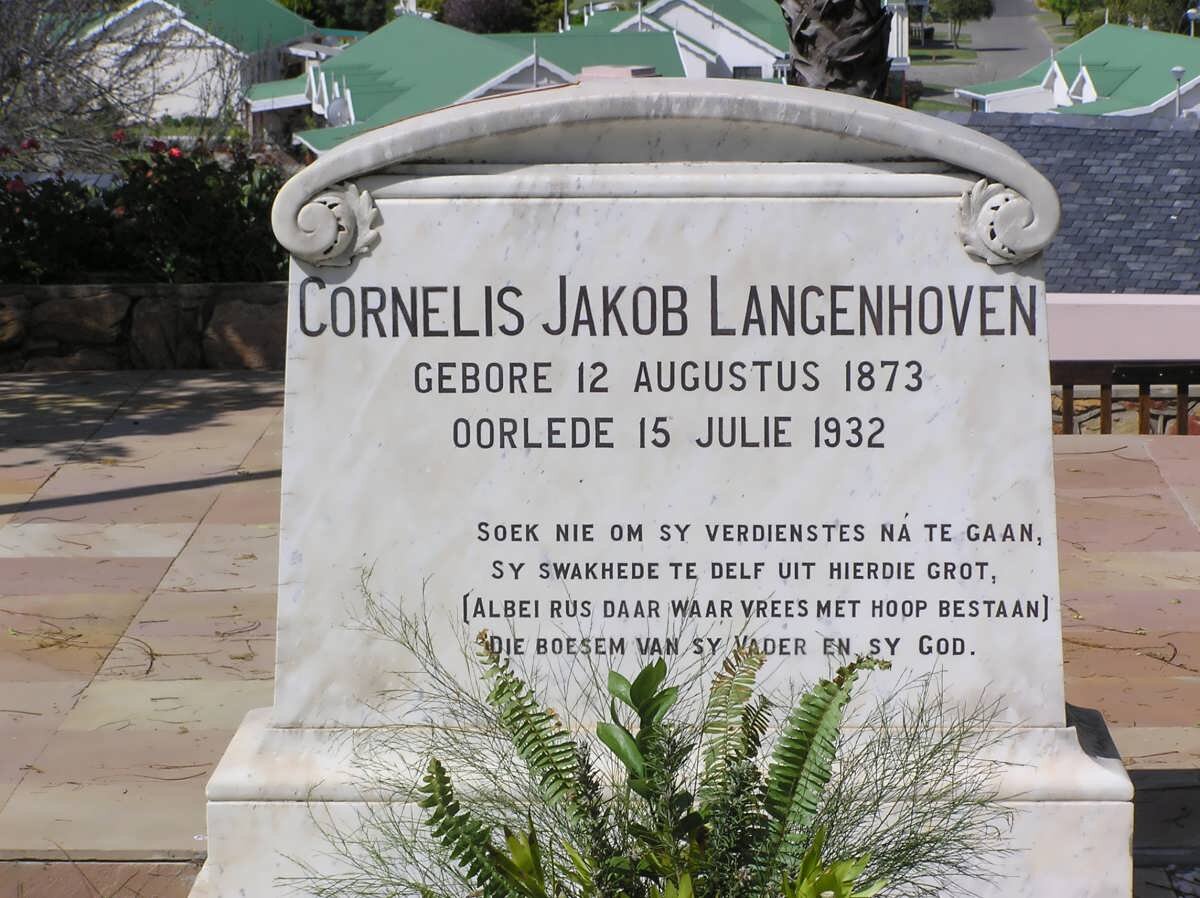 CORNELIS JAKOB LANGENHOVEN
GEBORE 12 AUGUSTUS 1873
OORLEDE 15 JULIE 1932
SOEK NIE OM SY VERDIENSTES NÁ TE GAAN,
SY SWAKHEDE TE DELF UIT HIERDIE GROT,
(ALBEI RUS DAAR WAAR VREES MET HOOP BESTAAN)
DIE BOESEM VAN SY VADER EN SY GOD.